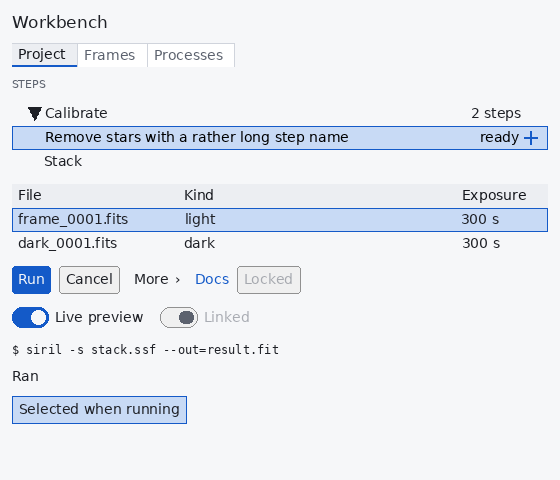 Workbench
Project Frames Processes
STEPS
Calibrate 2 steps
Remove stars with a rather long step name ready
Stack
File Kind Exposure
frame_0001.fits light 300 s
dark_0001.fits dark 300 s
Run Cancel More › Docs Locked
Live preview Linked
$ siril -s stack.ssf --out=result.fit
Ran
Selected when running